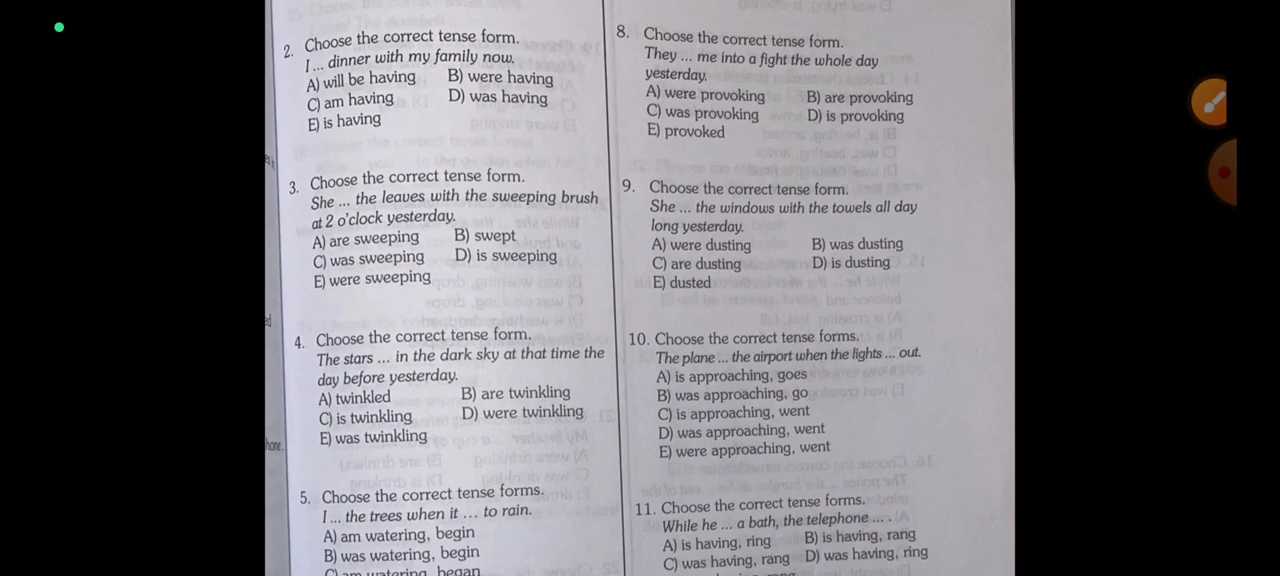 2. Choose the correct tense form.
I ... dinner with my family now.
A) will be having B) were having
C) am having D) was having
E) is having
3. Choose the correct tense form.
She ... the leaves with the sweeping brush
at 2 o'clock yesterday.
A) are sweeping B) swept
C) was sweeping D) is sweeping
E) were sweeping
4. Choose the correct tense form.
The stars ... in the dark sky at that time the
day before yesterday.
A) twinkled B) are twinkling
C) is twinkling D) were twinkling
E) was twinkling
5. Choose the correct tense forms.
I ... the trees when it ... to rain.
A) am watering, begin
B) was watering, begin
C) am watering, began
8. Choose the correct tense form.
They ... me into a fight the whole day
yesterday.
A) were provoking B) are provoking
C) was provoking D) is provoking
E) provoked
9. Choose the correct tense form.
She ... the windows with the towels all day
long yesterday.
A) were dusting B) was dusting
C) are dusting D) is dusting
E) dusted
10. Choose the correct tense forms.
The plane ... the airport when the lights ... out.
A) is approaching, goes
B) was approaching, go
C) is approaching, went
D) was approaching, went
E) were approaching, went
11. Choose the correct tense forms.
While he ... a bath, the telephone ... .
A) is having, ring B) is having, rang
C) was having, rang D) was having, ring